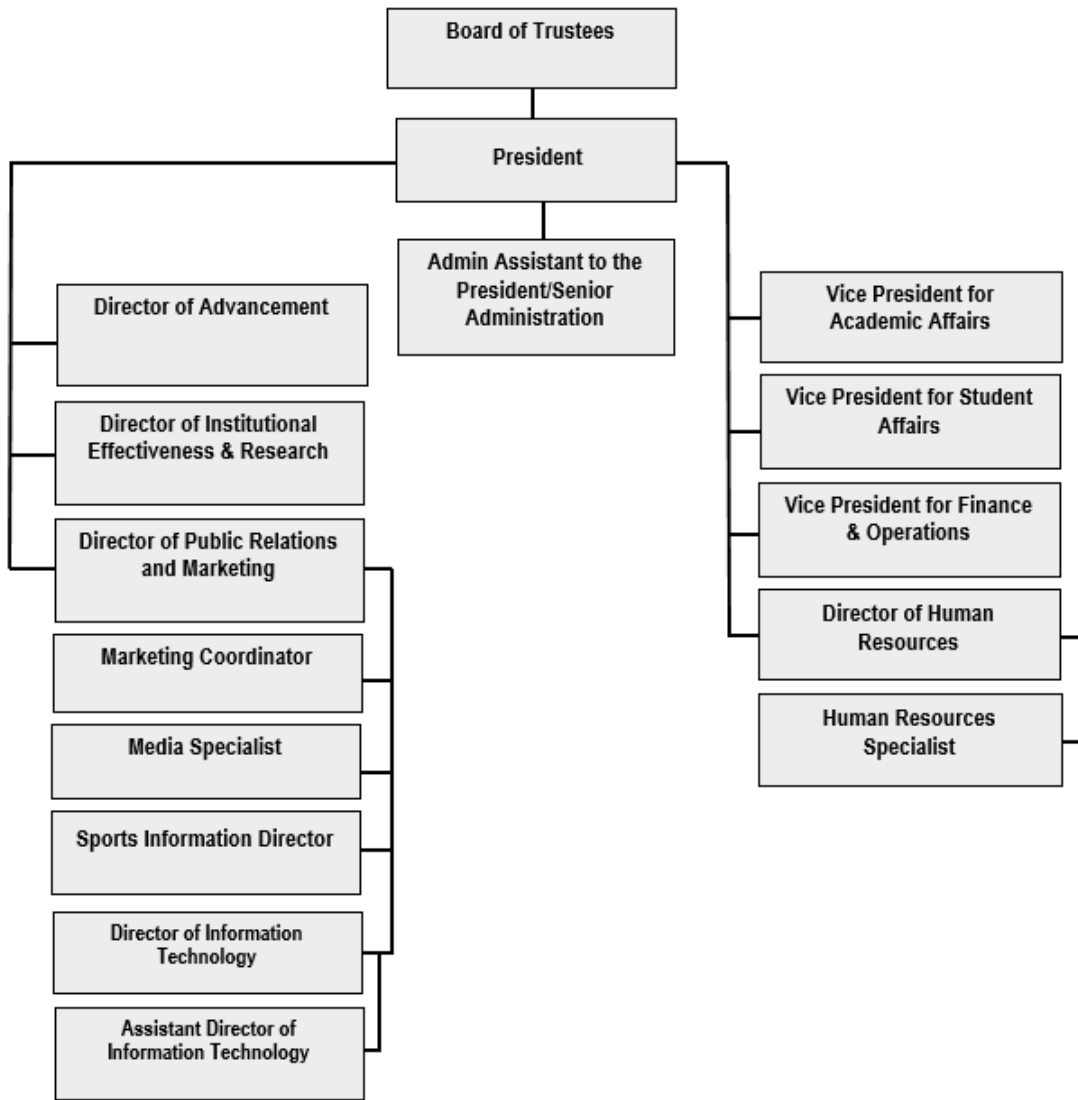 Board of Trustees
President
Admin Assistant to the
President/Senior
Administration
Director of Advancement
Director of Institutional
Effectiveness & Research
Director of Public Relations
and Marketing
Marketing Coordinator
Media Specialist
Sports Information Director
Director of Information
Technology
Assistant Director of
Information Technology
Vice President for
Academic Affairs
Vice President for Student
Affairs
Vice President for Finance
& Operations
Director of Human
Resources
Human Resources
Specialist